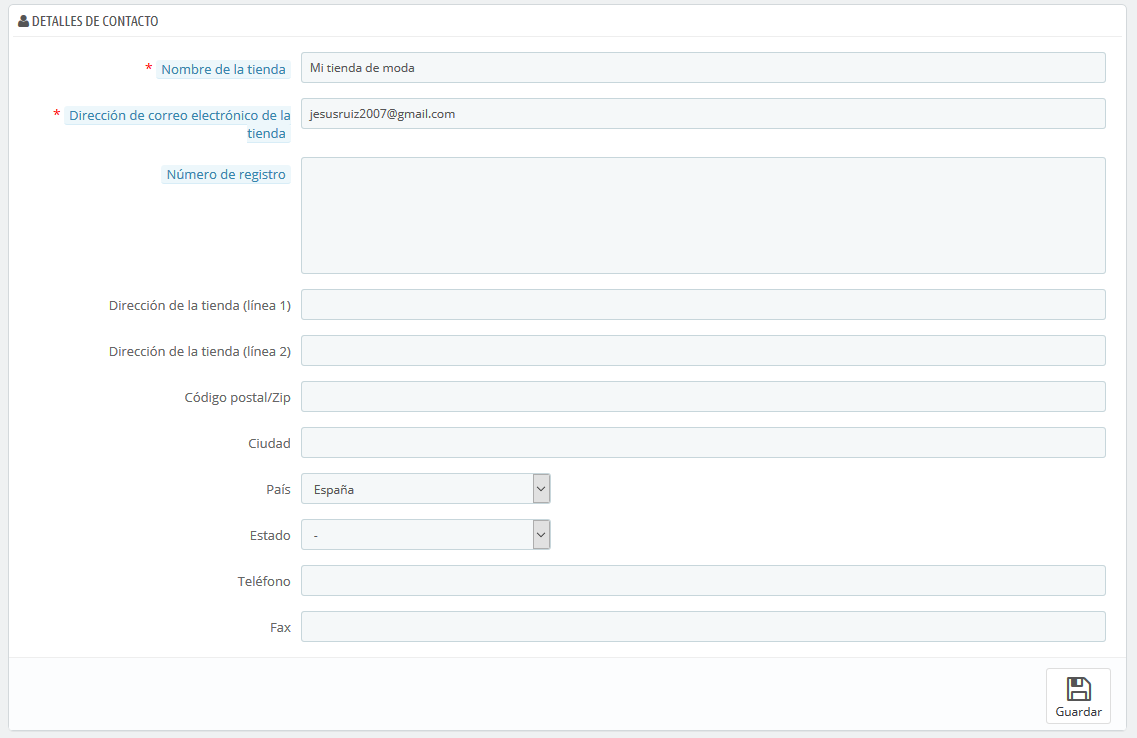 DETALLES DE CONTACTO
* Nombre de la tienda
Mi tienda de moda
* Dirección de correo electrónico de la
tienda
jesusruiz2007@gmail.com
Número de registro
Dirección de la tienda (línea 1)
Dirección de la tienda (línea 2)
Código postal/Zip
Ciudad
País
España
Estado
-
Teléfono
Fax
Guardar